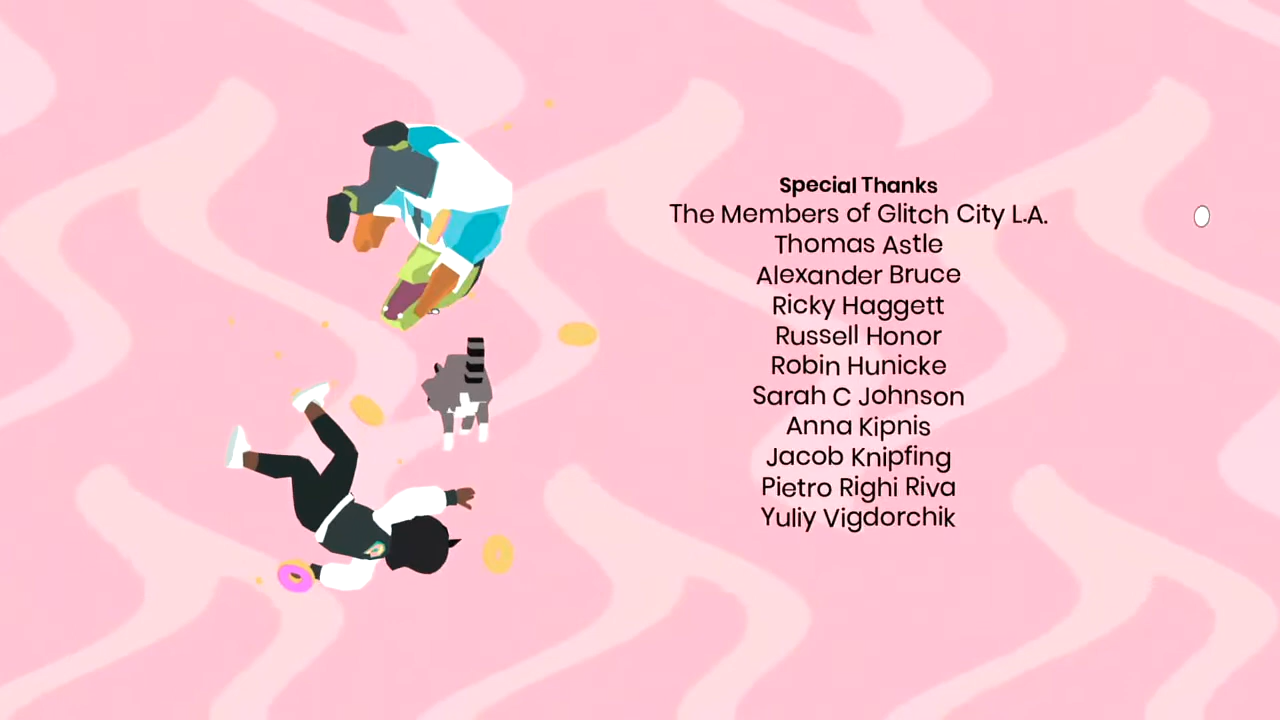 Special Thanks
The Members of Glitch City L.A.
Thomas Astle
Alexander Bruce
Ricky Haggett
Russell Honor
Robin Hunicke
Sarah C Johnson
Anna Kipnis
Jacob Knipfing
Pietro Righi Riva
Yuliy Vigdorchik